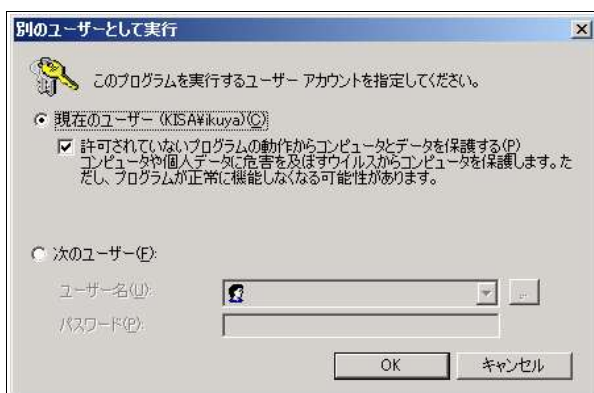 別のユーザーとして実行
このプログラムを実行するユーザー アカウントを指定してください。
現在のユーザー (KISA¥ikuya)(C)
許可されていないプログラムの動作からコンピュータとデータを保護する(P)
コンピュータや個人データに危害を及ぼすウイルスからコンピュータを保護します。た
だし、プログラムが正常に機能しなくなる可能性があります。
次のユーザー(F):
ユーザー名(U):
...
パスワード(P):
OK
キャンセル